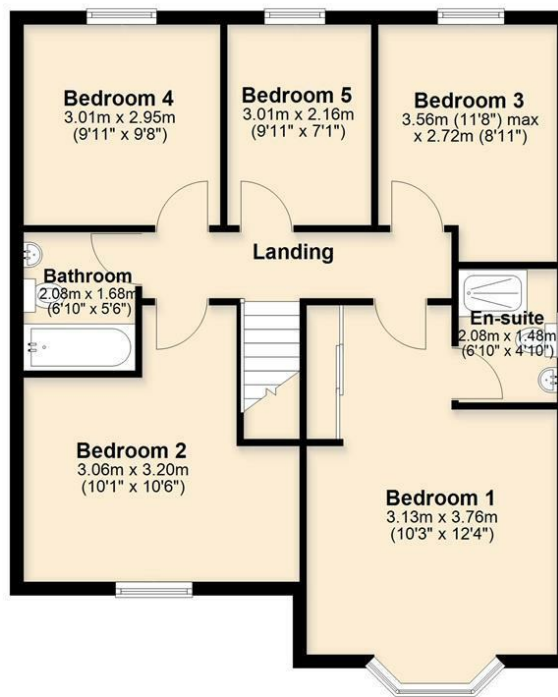 Bedroom 4
3.01m x 2.95m
(9'11" x 9'8")
Bedroom 5
3.01m x 2.16m
(9'11" x 7'1")
Bedroom 3
3.56m (11'8") max
x 2.72m (8'11")
Landing
Bathroom
2.08m x 1.68m
(6'10" x 5'6")
En-suite
2.08m x 1.48m
(6'10" x 4'10")
Bedroom 2
3.06m x 3.20m
(10'1" x 10'6")
Bedroom 1
3.13m x 3.76m
(10'3" x 12'4")